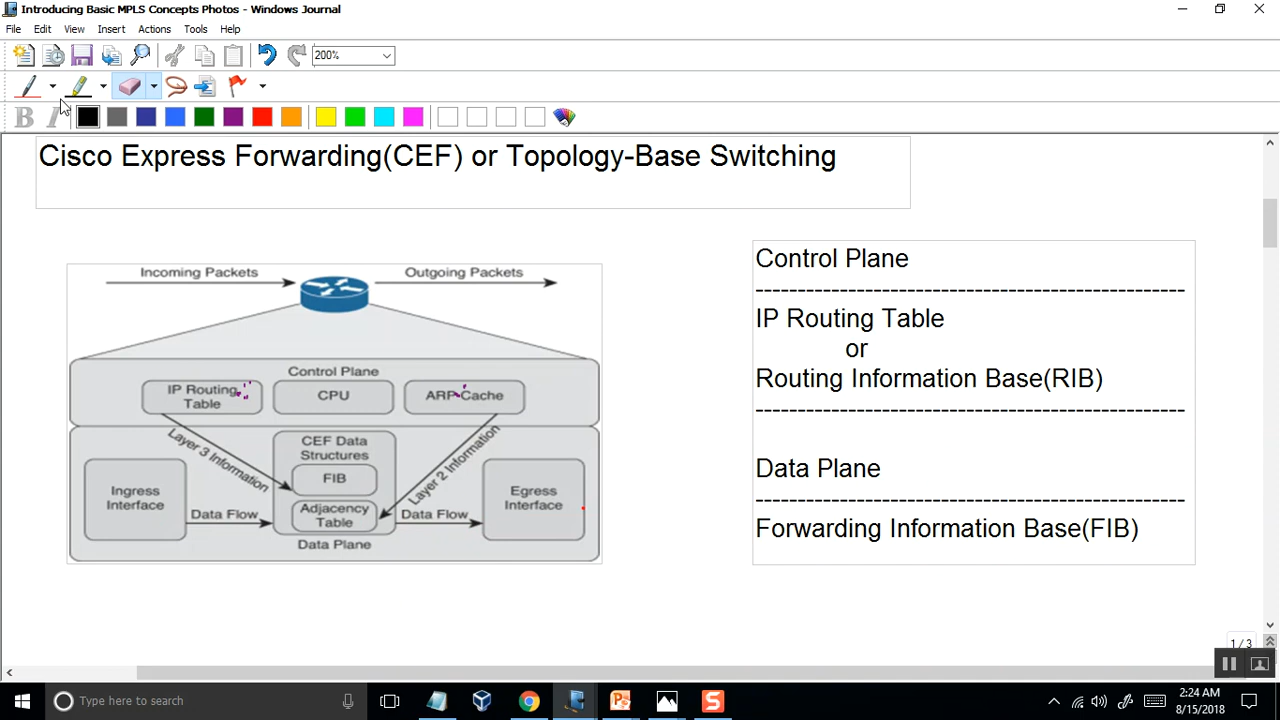 Introducing Basic MPLS Concepts Photos - Windows Journal
File Edit View Insert Actions Tools Help
200%
B I
Cisco Express Forwarding(CEF) or Topology-Base Switching
Incoming Packets
Outgoing Packets
Control Plane
IP Routing
Table
CPU
ARP Cache
Layer 3 Information
Layer 2 Information
CEF Data
Structures
FIB
Adjacency
Table
Ingress
Interface
Data Flow
Data Flow
Egress
Interface
Data Plane
Control Plane
---------------------------------------------------
IP Routing Table
or
Routing Information Base(RIB)
---------------------------------------------------
Data Plane
---------------------------------------------------
Forwarding Information Base(FIB)
1/3
Type here to search
2:24 AM
8/15/2018